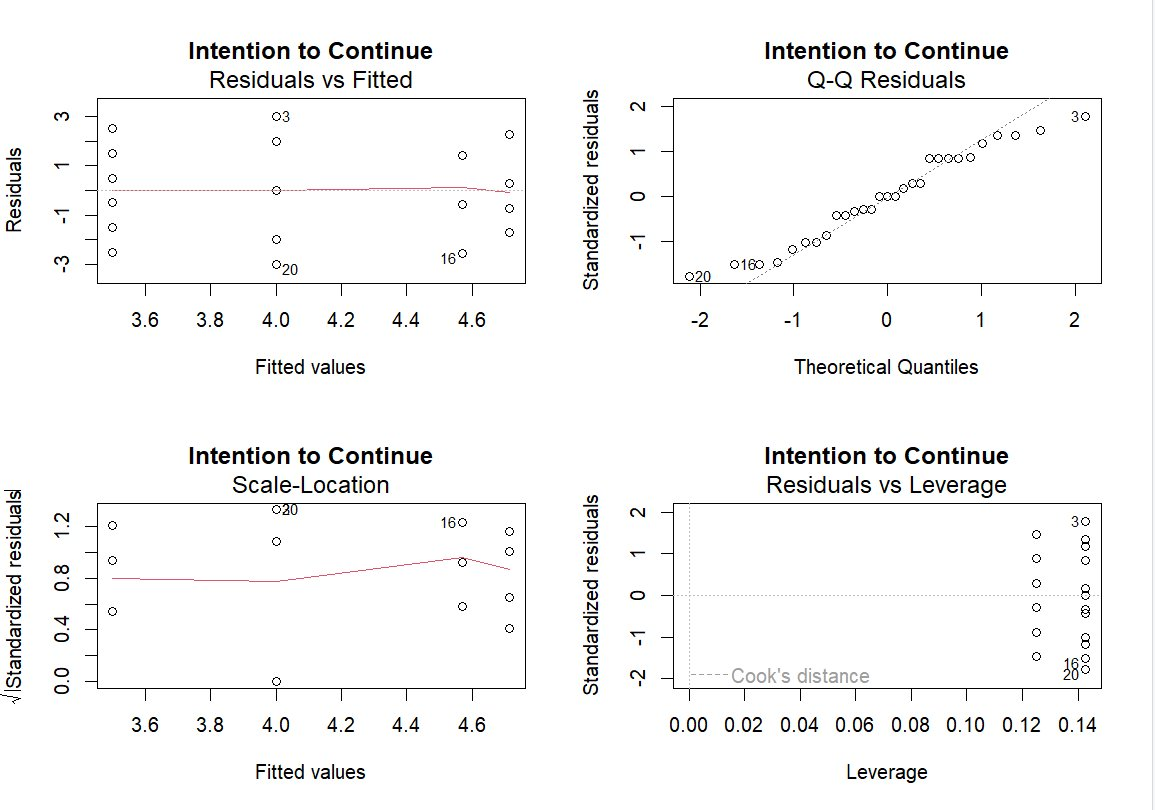 Intention to Continue
Residuals vs Fitted
Residuals
3
1
-1
-3
3
20
16
3.6 3.8 4.0 4.2 4.4 4.6
Fitted values
Intention to Continue
Q-Q Residuals
Standardized residuals
2
1
0
-1
3
20
16
-2 -1 0 1 2
Theoretical Quantiles
Intention to Continue
Scale-Location
√|Standardized residuals|
1.2
0.8
0.4
0.0
20
16
3.6 3.8 4.0 4.2 4.4 4.6
Fitted values
Intention to Continue
Residuals vs Leverage
Standardized residuals
2
1
0
-1
-2
3
16
20
Cook's distance
0.00 0.02 0.04 0.06 0.08 0.10 0.12 0.14
Leverage